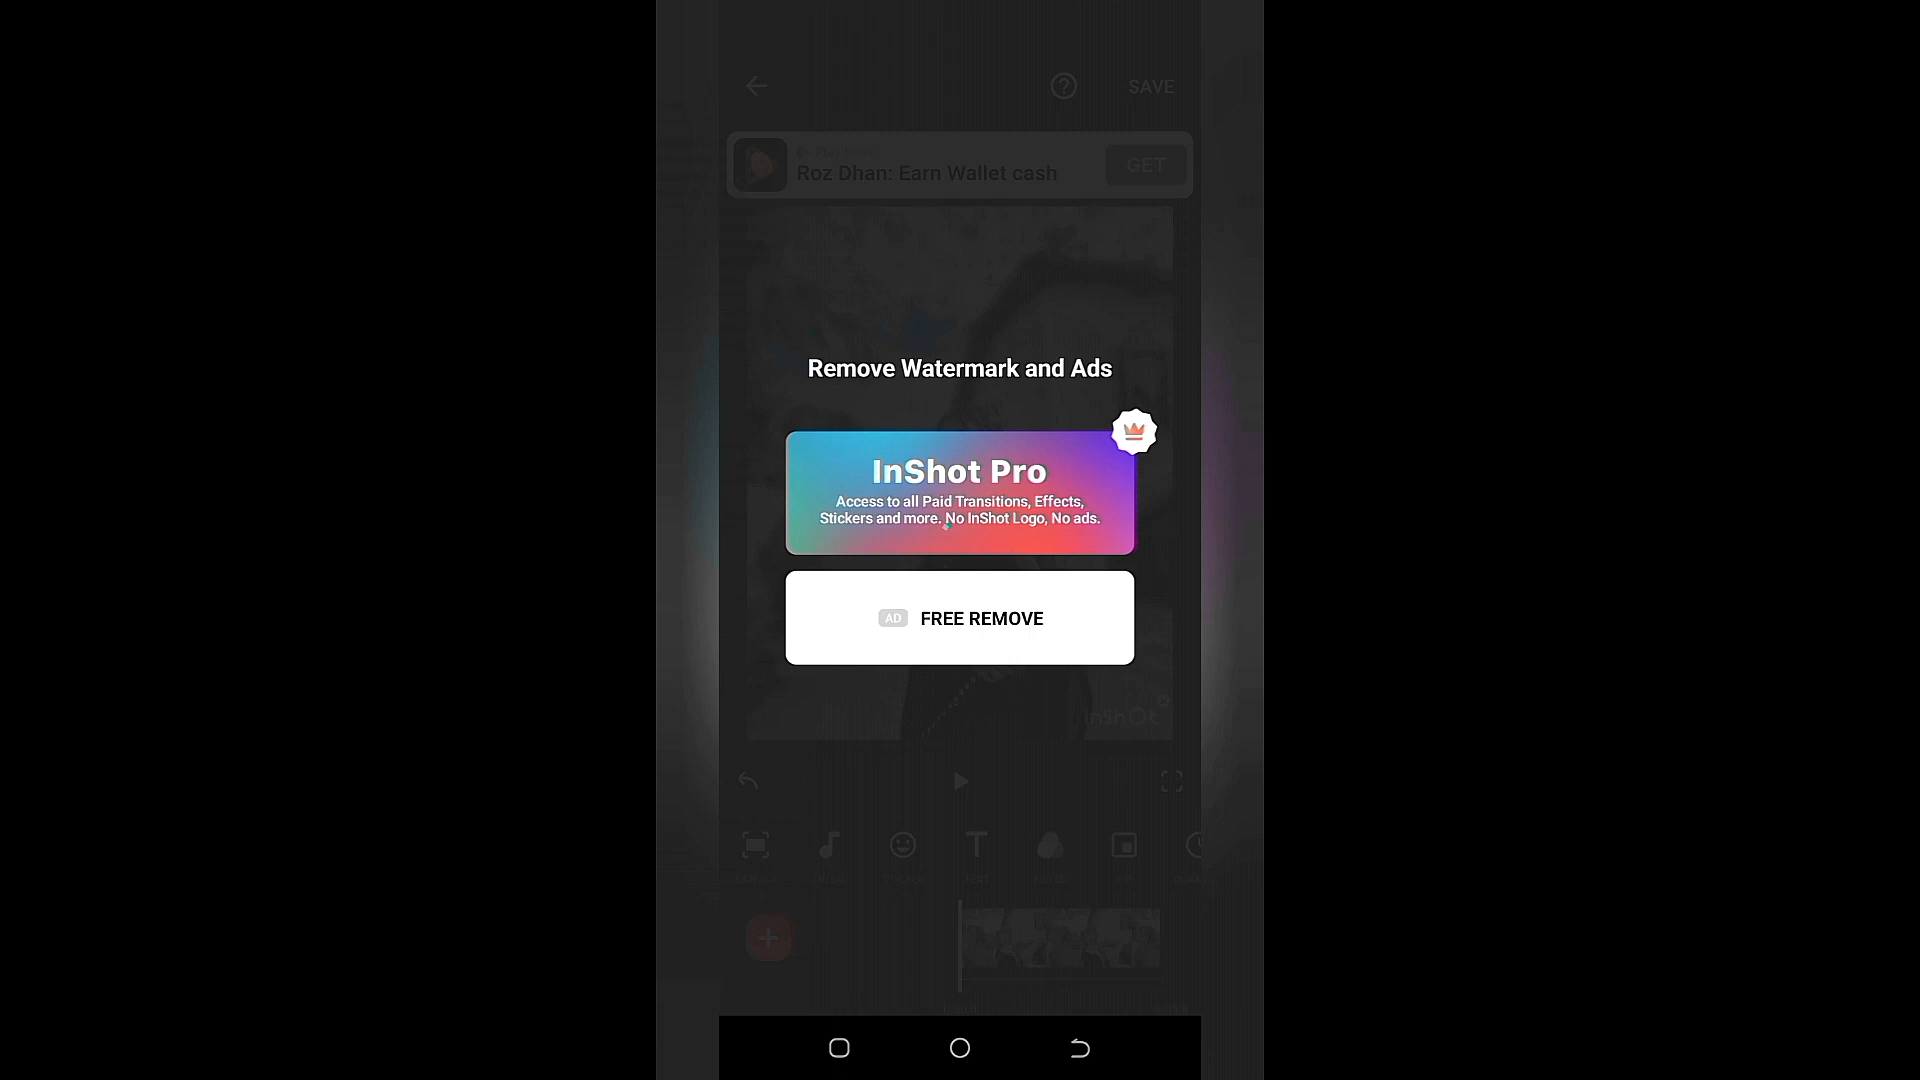 SAVE
Roz Dhan: Earn Wallet cash
GET
Remove Watermark and Ads
InShot Pro
Access to all Paid Transitions, Effects,
Stickers and more. No InShot Logo, No ads.
AD FREE REMOVE
InShOt